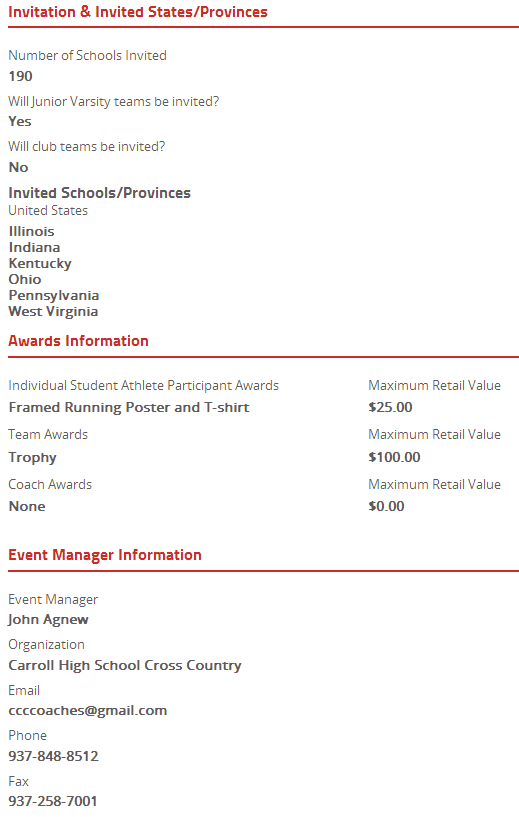 Invitation & Invited States/Provinces
Number of Schools Invited
190
Will Junior Varsity teams be invited?
Yes
Will club teams be invited?
No
Invited Schools/Provinces
United States
Illinois
Indiana
Kentucky
Ohio
Pennsylvania
West Virginia
Awards Information
Individual Student Athlete Participant Awards Maximum Retail Value
Framed Running Poster and T-shirt $25.00
Team Awards Maximum Retail Value
Trophy $100.00
Coach Awards Maximum Retail Value
None $0.00
Event Manager Information
Event Manager
John Agnew
Organization
Carroll High School Cross Country
Email
ccccoaches@gmail.com
Phone
937-848-8512
Fax
937-258-7001